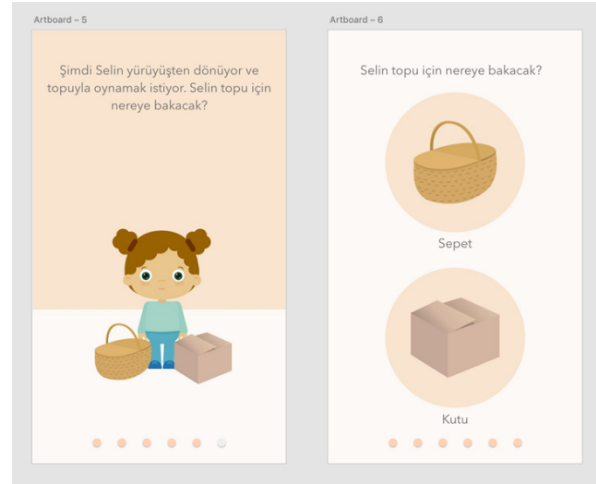 Artboard – 5
Şimdi Selin yürüyüşten dönüyor ve
topuyla oynamak istiyor. Selin topu için
nereye bakacak?
Artboard – 6
Selin topu için nereye bakacak?
Sepet
Kutu